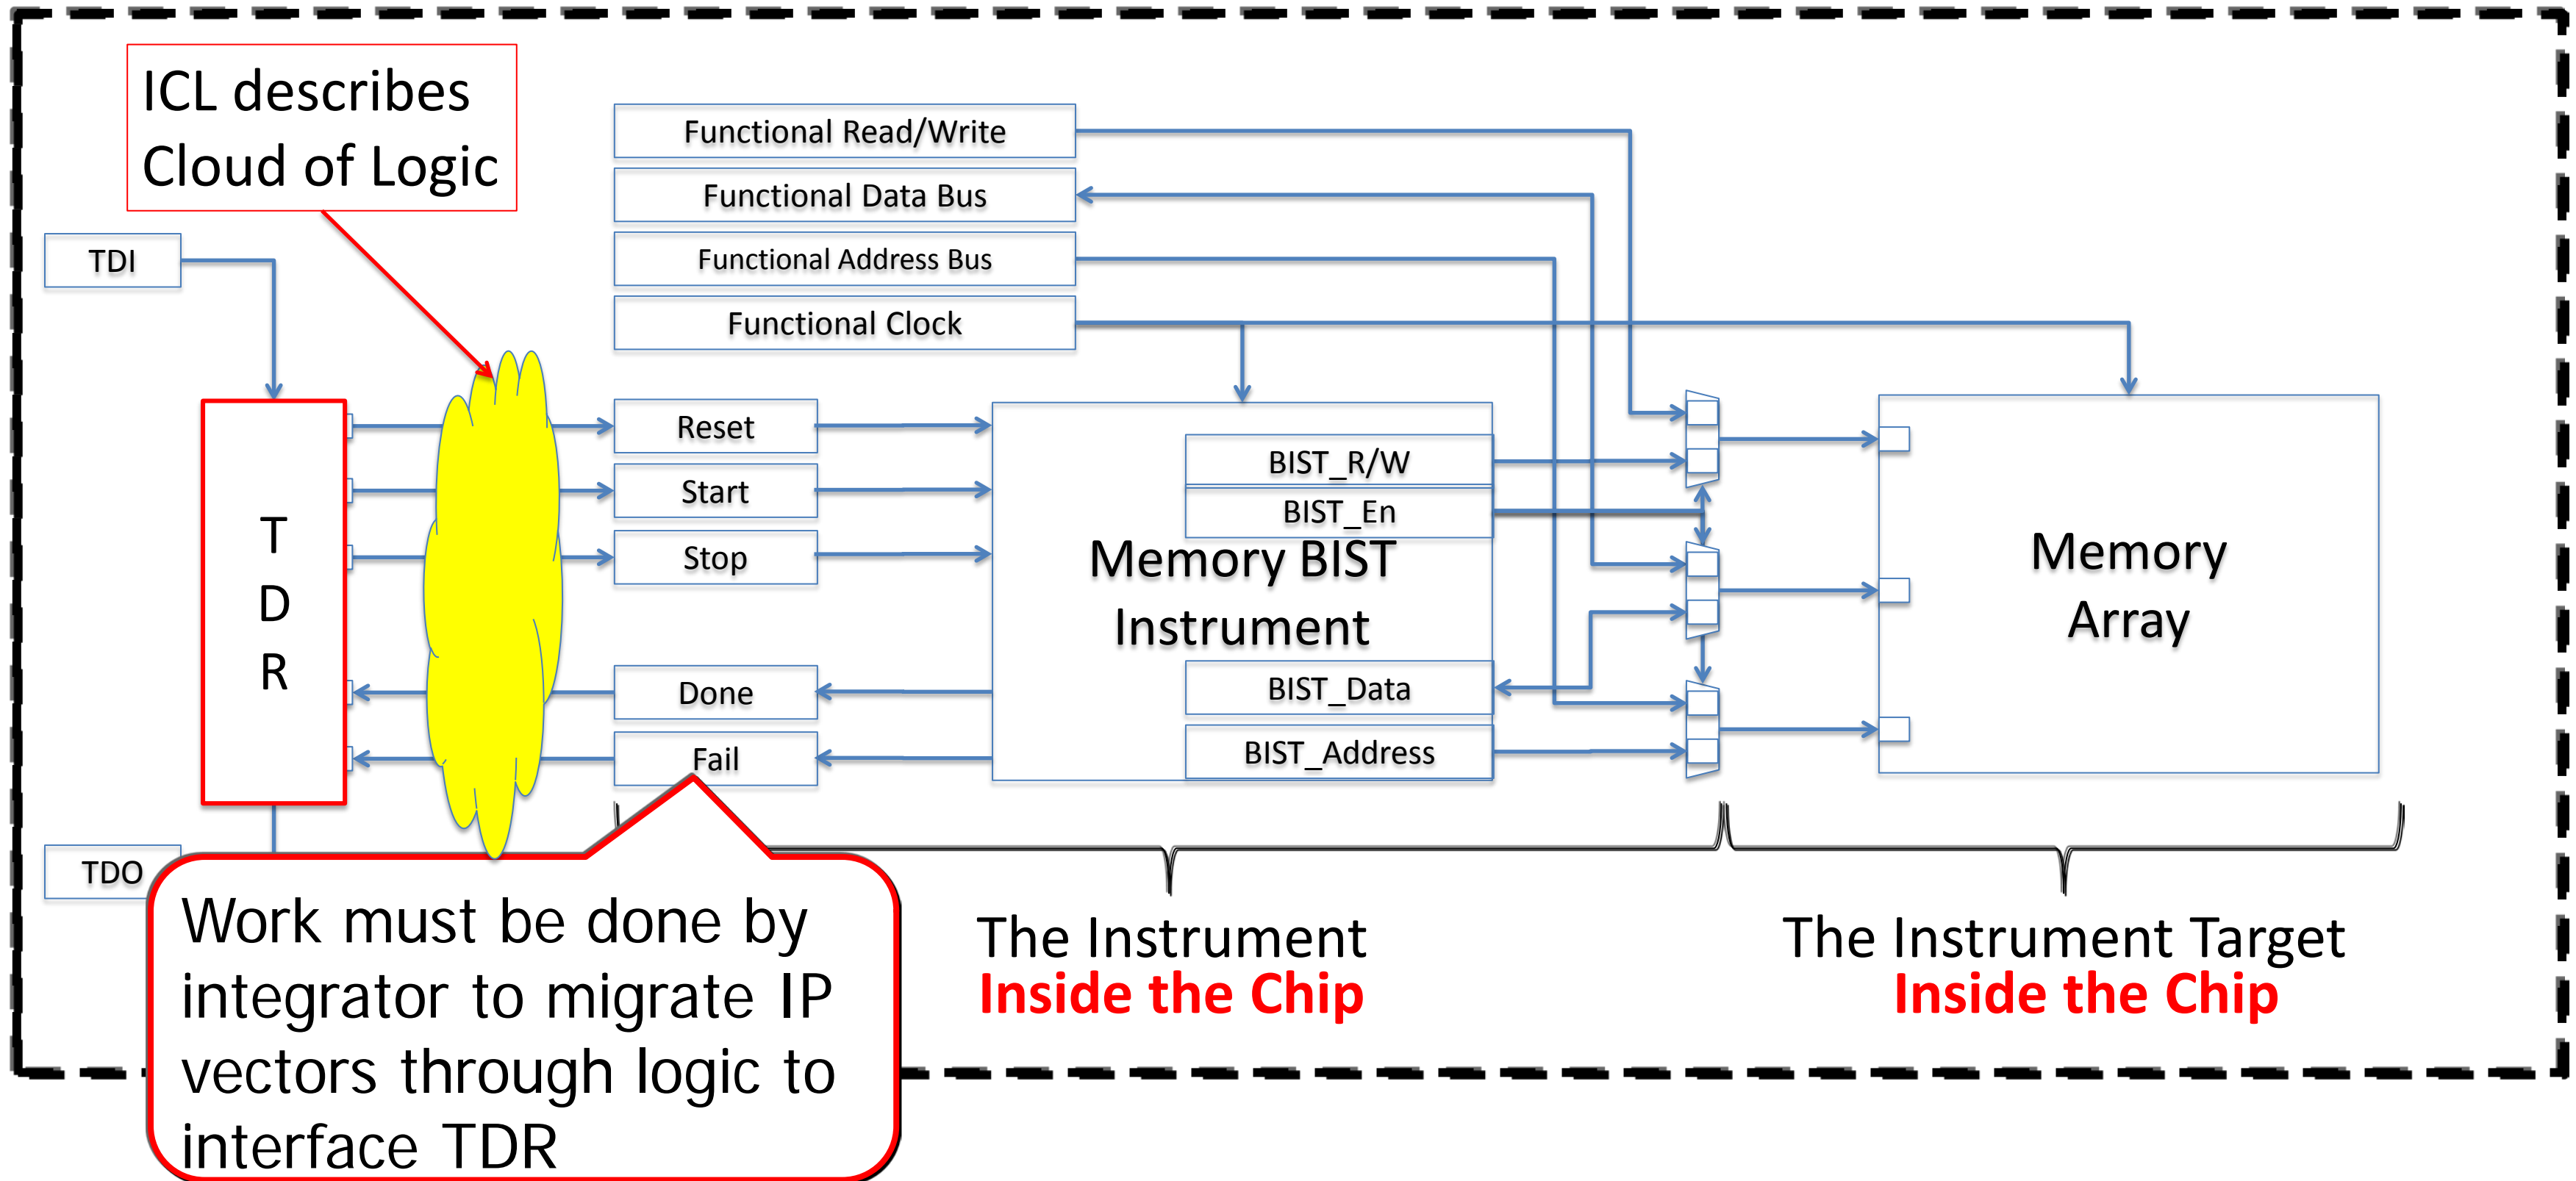 ICL describes
Cloud of Logic
Functional Read/Write
Functional Data Bus
Functional Address Bus
Functional Clock
TDI
T
D
R
TDO
Reset
Start
Stop
Done
Fail
BIST_R/W
BIST_En
Memory BIST
Instrument
BIST_Data
BIST_Address
Memory
Array
Work must be done by
integrator to migrate IP
vectors through logic to
interface TDR
The Instrument
Inside the Chip
The Instrument Target
Inside the Chip